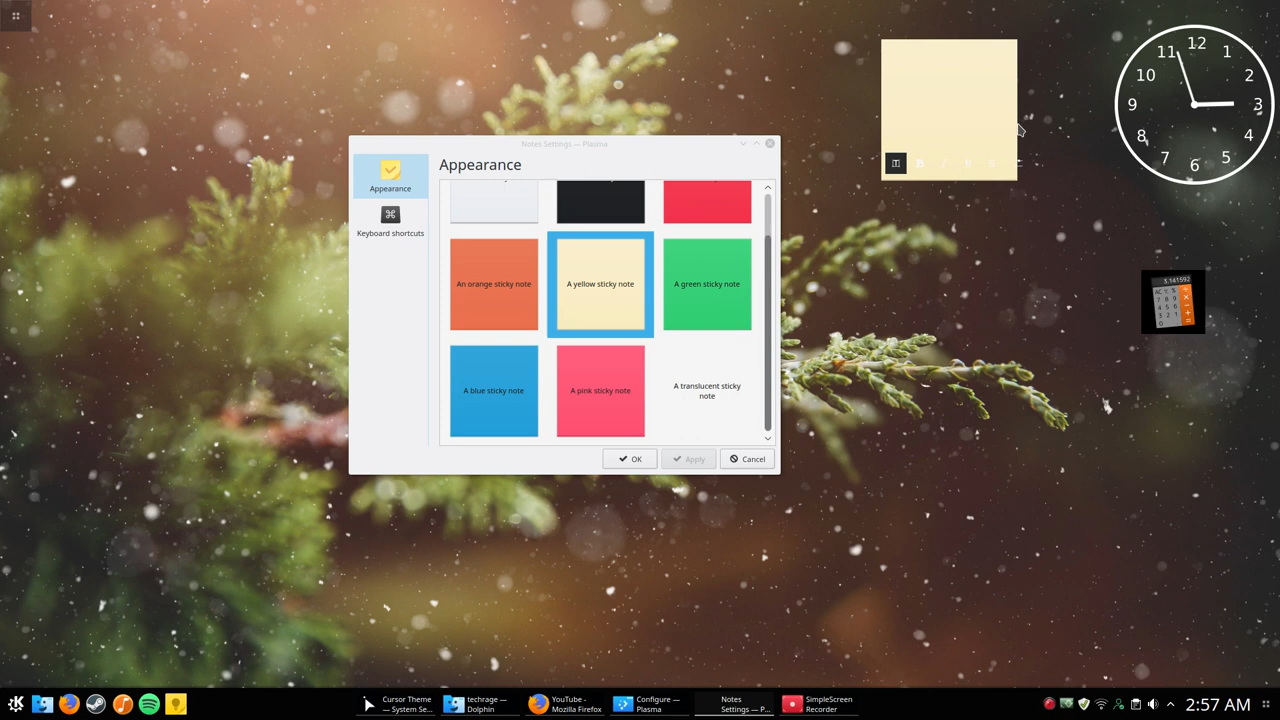 Notes Settings — Plasma
Appearance
Appearance
Keyboard shortcuts
An orange sticky note
A yellow sticky note
A green sticky note
A blue sticky note
A pink sticky note
A translucent sticky
note
OK
Apply
Cancel
12
1
2
3
4
5
6
7
8
9
10
11
3.141592
Cursor Theme
— System Se...
techrage —
Dolphin
YouTube -
Mozilla Firefox
Configure —
Plasma
Notes
Settings — P...
SimpleScreen
Recorder
2:57 AM